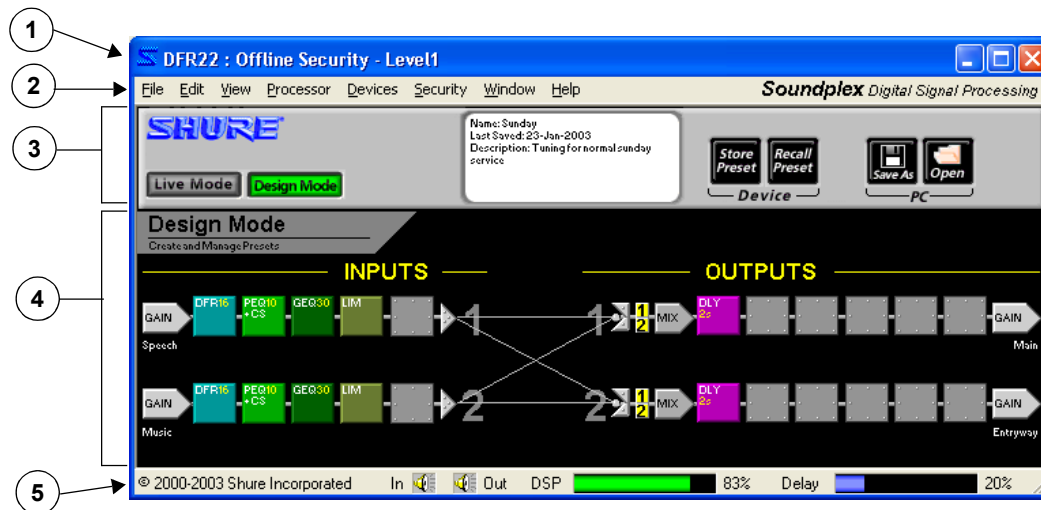 1
DFR22 : Offline Security - Level1
2
File Edit View Processor Devices Security Window Help
Soundplex Digital Signal Processing
3
SHURE
Name: Sunday
Last Saved: 23-Jan-2003
Description: Tuning for normal sunday
service
Live Mode
Design Mode
Store
Preset
Recall
Preset
Device
Save As
Open
PC
4
Design Mode
Create and Manage Presets
INPUTS
OUTPUTS
GAIN
DFR16
PEQ10
+CS
GEQ30
LIM
1
1
1
2
MIX
DLY
2s
GAIN
Speech
Main
GAIN
DFR16
PEQ10
+CS
GEQ30
LIM
2
2
1
2
MIX
DLY
2s
GAIN
Music
Entryway
5
© 2000-2003 Shure Incorporated In Out DSP 83% Delay 20%